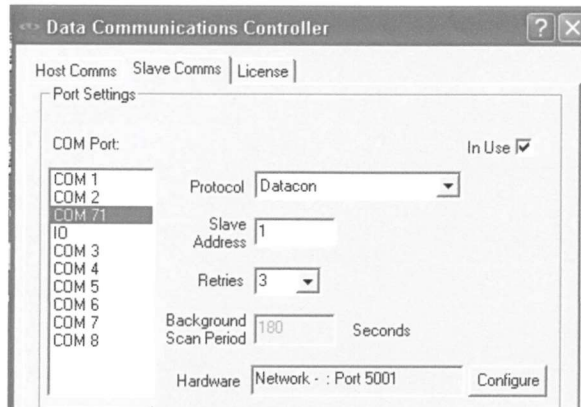 Data Communications Controller
Host Comms Slave Comms License
Port Settings
COM Port:
In Use
COM 1
COM 2
COM 71
IO
COM 3
COM 4
COM 5
COM 6
COM 7
COM 8
Protocol Datacon
Slave Address 1
Retries 3
Background Scan Period 180 Seconds
Hardware Network - : Port 5001 Configure